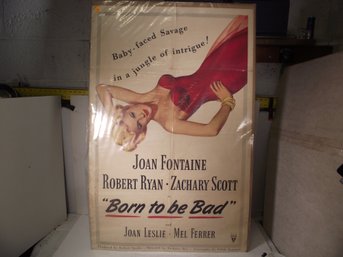 Baby-faced Savage
in a jungle of intrigue!
JOAN FONTAINE
ROBERT RYAN · ZACHARY SCOTT
"Born to be Bad"
and
JOAN LESLIE · MEL FERRER